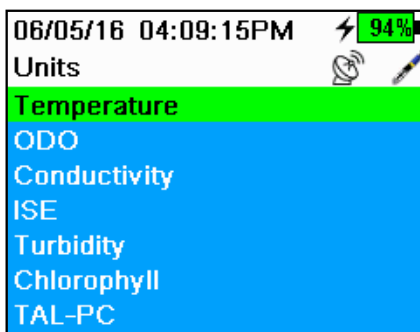 06/05/16 04:09:15PM 94%
Units
Temperature
ODO
Conductivity
ISE
Turbidity
Chlorophyll
TAL-PC